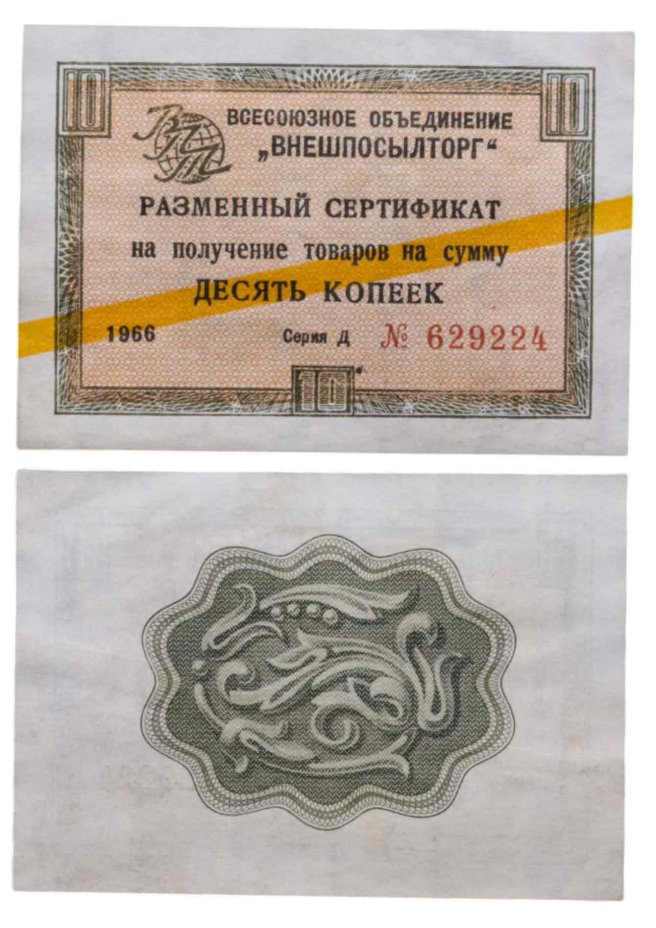 10 10
ВПТ
ВСЕСОЮЗНОЕ ОБЪЕДИНЕНИЕ
„ВНЕШПОСЫЛТОРГ“
РАЗМЕННЫЙ СЕРТИФИКАТ
на получение товаров на сумму
ДЕСЯТЬ КОПЕЕК
1966 Серия Д № 629224
10